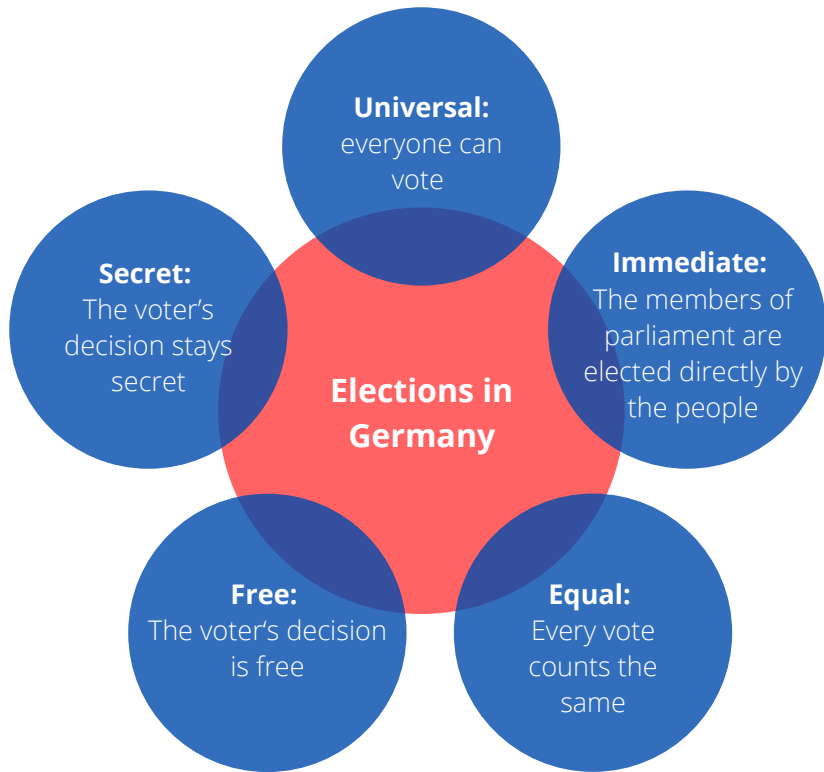 Universal:
everyone can
vote
Secret:
The voter's
decision stays
secret
Immediate:
The members of
parliament are
elected directly by
the people
Elections in
Germany
Free:
The voter‘s decision
is free
Equal:
Every vote
counts the
same